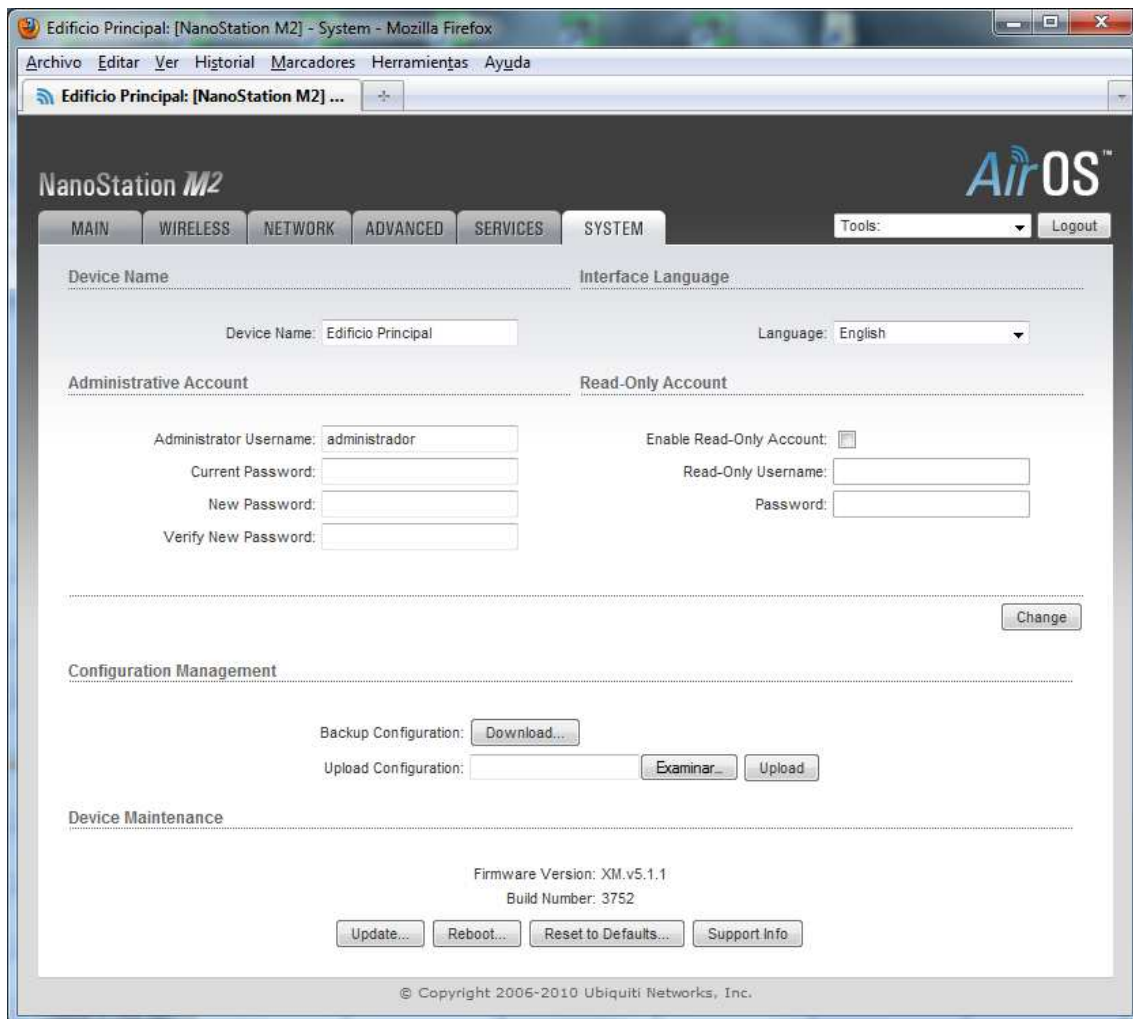 Edificio Principal: [NanoStation M2] - System - Mozilla Firefox
Archivo Editar Ver Historial Marcadores Herramientas Ayuda
Edificio Principal: [NanoStation M2] ...
NanoStation M2
AirOS™
MAIN WIRELESS NETWORK ADVANCED SERVICES SYSTEM Tools: Logout
Device Name
Interface Language
Device Name: Edificio Principal
Language: English
Administrative Account
Read-Only Account
Administrator Username: administrador
Enable Read-Only Account:
Current Password:
Read-Only Username:
New Password:
Password:
Verify New Password:
Change
Configuration Management
Backup Configuration: Download...
Upload Configuration: Examinar... Upload
Device Maintenance
Firmware Version: XM.v5.1.1
Build Number: 3752
Update... Reboot... Reset to Defaults... Support Info
© Copyright 2006-2010 Ubiquiti Networks, Inc.